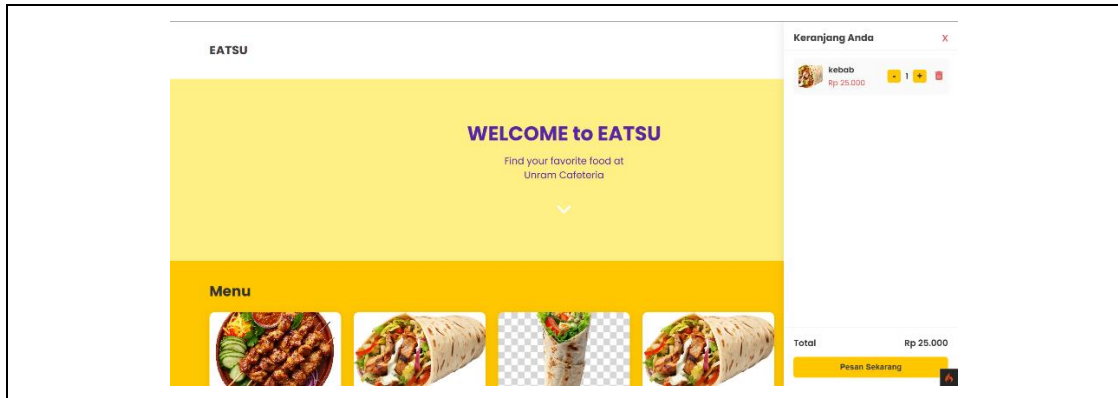 EATSU
WELCOME to EATSU
Find your favorite food at
Unram Cafeteria
Menu
Keranjang Anda X
kebab
Rp 25.000
- 1 +
Total Rp 25.000
Pesan Sekarang